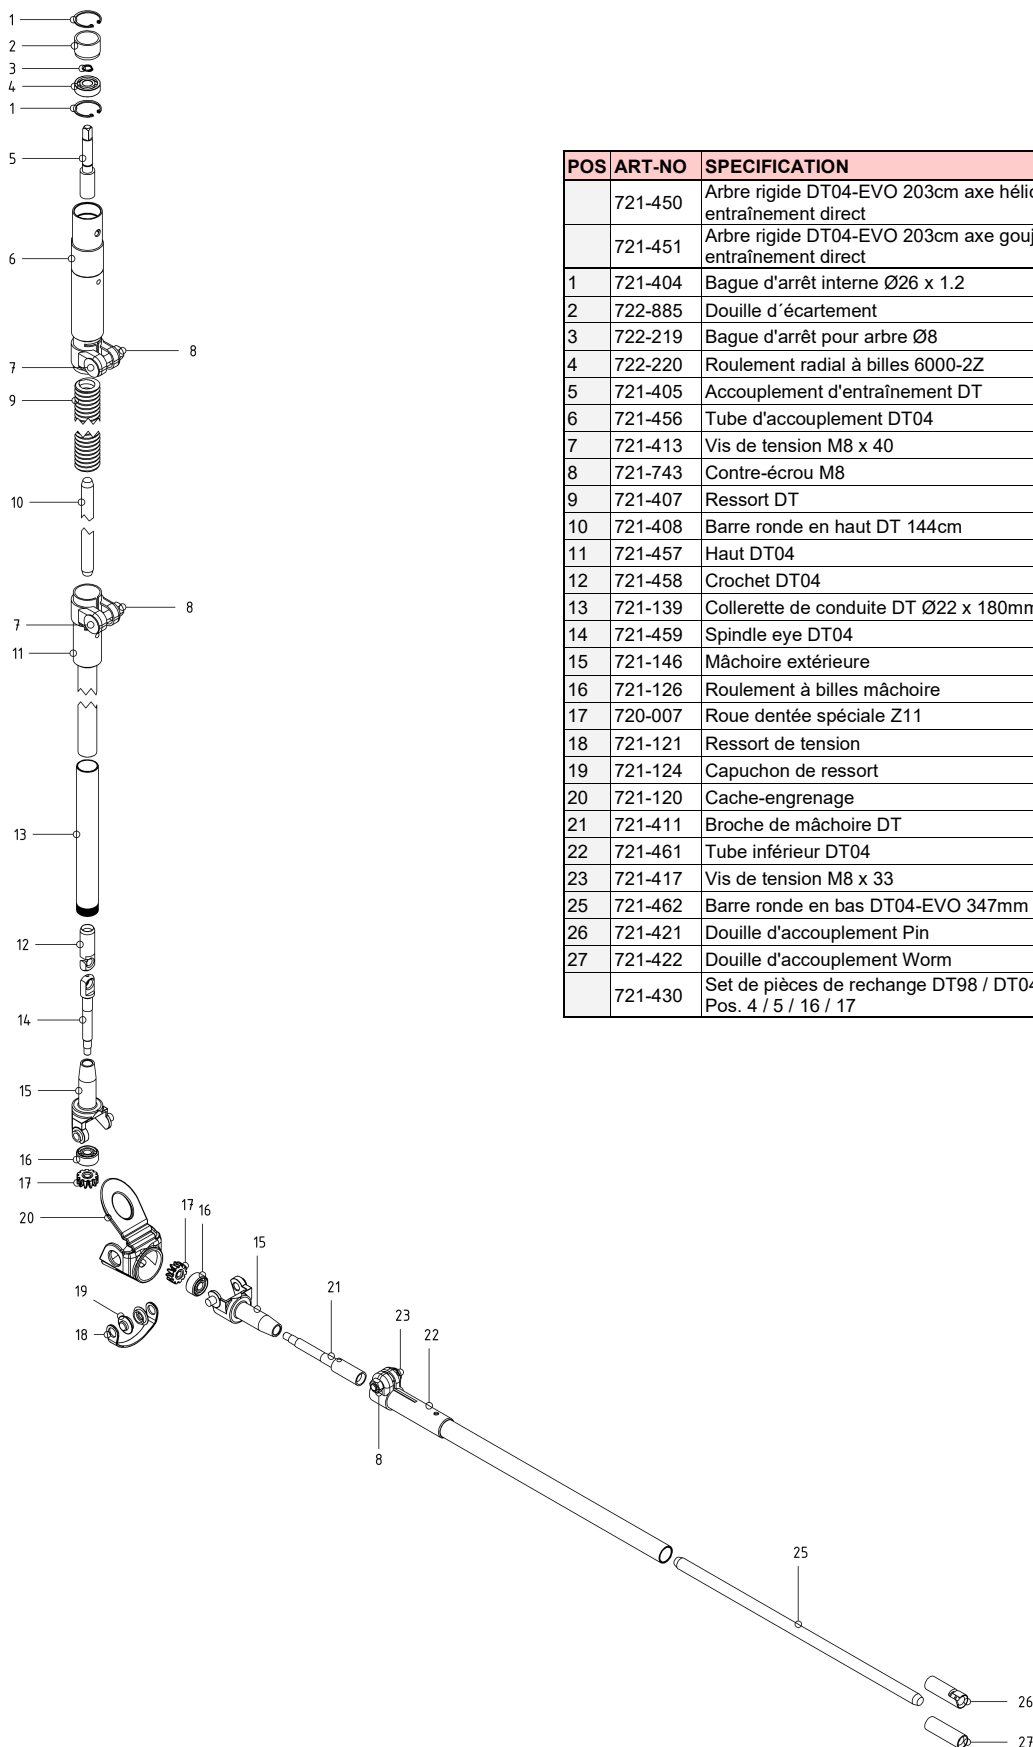 1
2
3
4
1
5
6
8
7
9
10
8
7
11
13
12
14
15
16
17
20
17
16
15
19
18
21
23
22
8
25
26
27
POS ART-NO SPECIFICATION
721-450 Arbre rigide DT04-EVO 203cm axe
entraînement direct
721-451 Arbre rigide DT04-EVO 203cm axe
entraînement direct
1 721-404 Bague d'arrêt interne Ø26 x 1.2
2 722-885 Douille d´écartement
3 722-219 Bague d'arrêt pour arbre Ø8
4 722-220 Roulement radial à billes 6000-2Z
5 721-405 Accouplement d'entraînement DT
6 721-456 Tube d'accouplement DT04
7 721-413 Vis de tension M8 x 40
8 721-743 Contre-écrou M8
9 721-407 Ressort DT
10 721-408 Barre ronde en haut DT 144cm
11 721-457 Haut DT04
12 721-458 Crochet DT04
13 721-139 Collerette de conduite DT Ø22 x 180mm
14 721-459 Spindle eye DT04
15 721-146 Mâchoire extérieure
16 721-126 Roulement à billes mâchoire
17 720-007 Roue dentée spéciale Z11
18 721-121 Ressort de tension
19 721-124 Capuchon de ressort
20 721-120 Cache-engrenage
21 721-411 Broche de mâchoire DT
22 721-461 Tube inférieur DT04
23 721-417 Vis de tension M8 x 33
25 721-462 Barre ronde en bas DT04-EVO 347mm
26 721-421 Douille d'accouplement Pin
27 721-422 Douille d'accouplement Worm
721-430 Set de pièces de rechange DT98 / DT04
Pos. 4 / 5 / 16 / 17